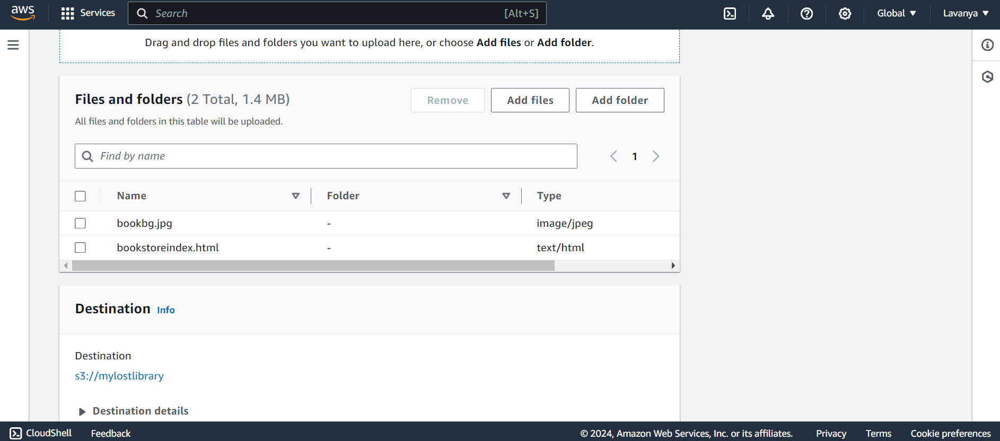 aws Services Search [Alt+S] Global Lavanya
Drag and drop files and folders you want to upload here, or choose Add files or Add folder.
Files and folders (2 Total, 1.4 MB) Remove Add files Add folder
All files and folders in this table will be uploaded.
Find by name 1
Name Folder Type
bookbg.jpg - image/jpeg
bookstoreindex.html - text/html
Destination Info
Destination
s3://mylostlibrary
Destination details
CloudShell Feedback © 2024, Amazon Web Services, Inc. or its affiliates. Privacy Terms Cookie preferences